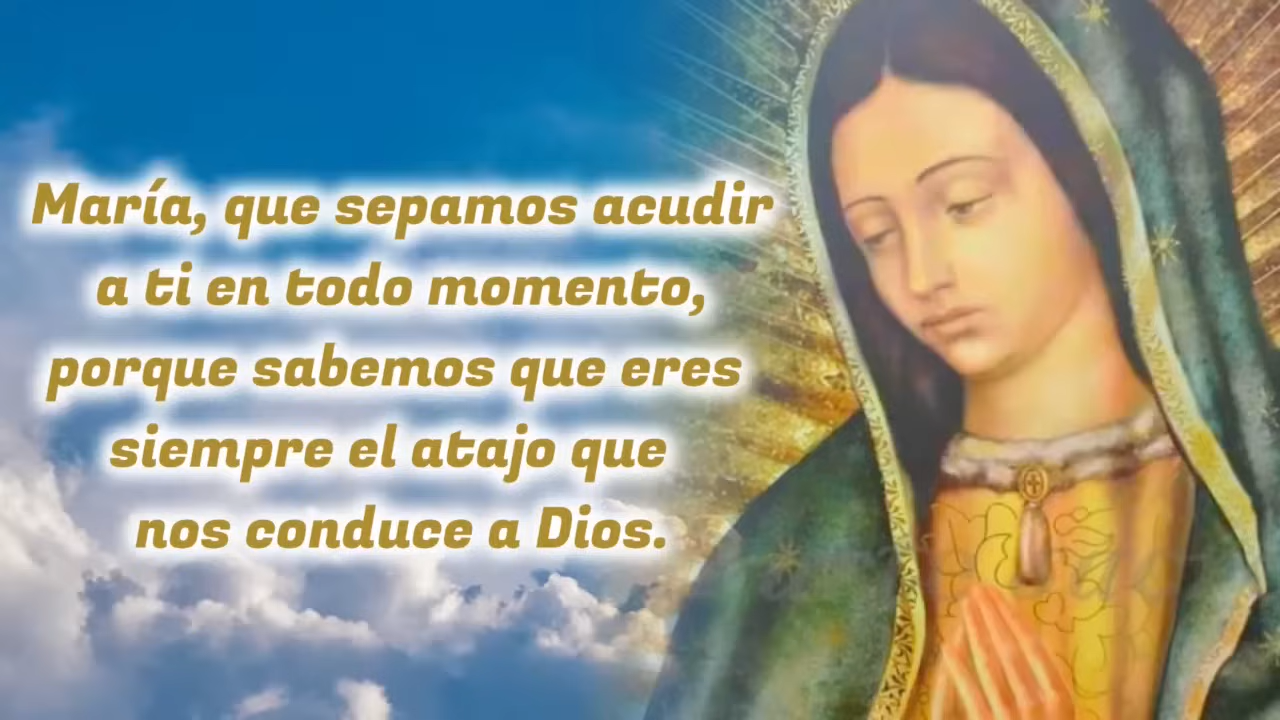 María, que sepamos acudir
a ti en todo momento,
porque sabemos que eres
siempre el atajo que
nos conduce a Dios.